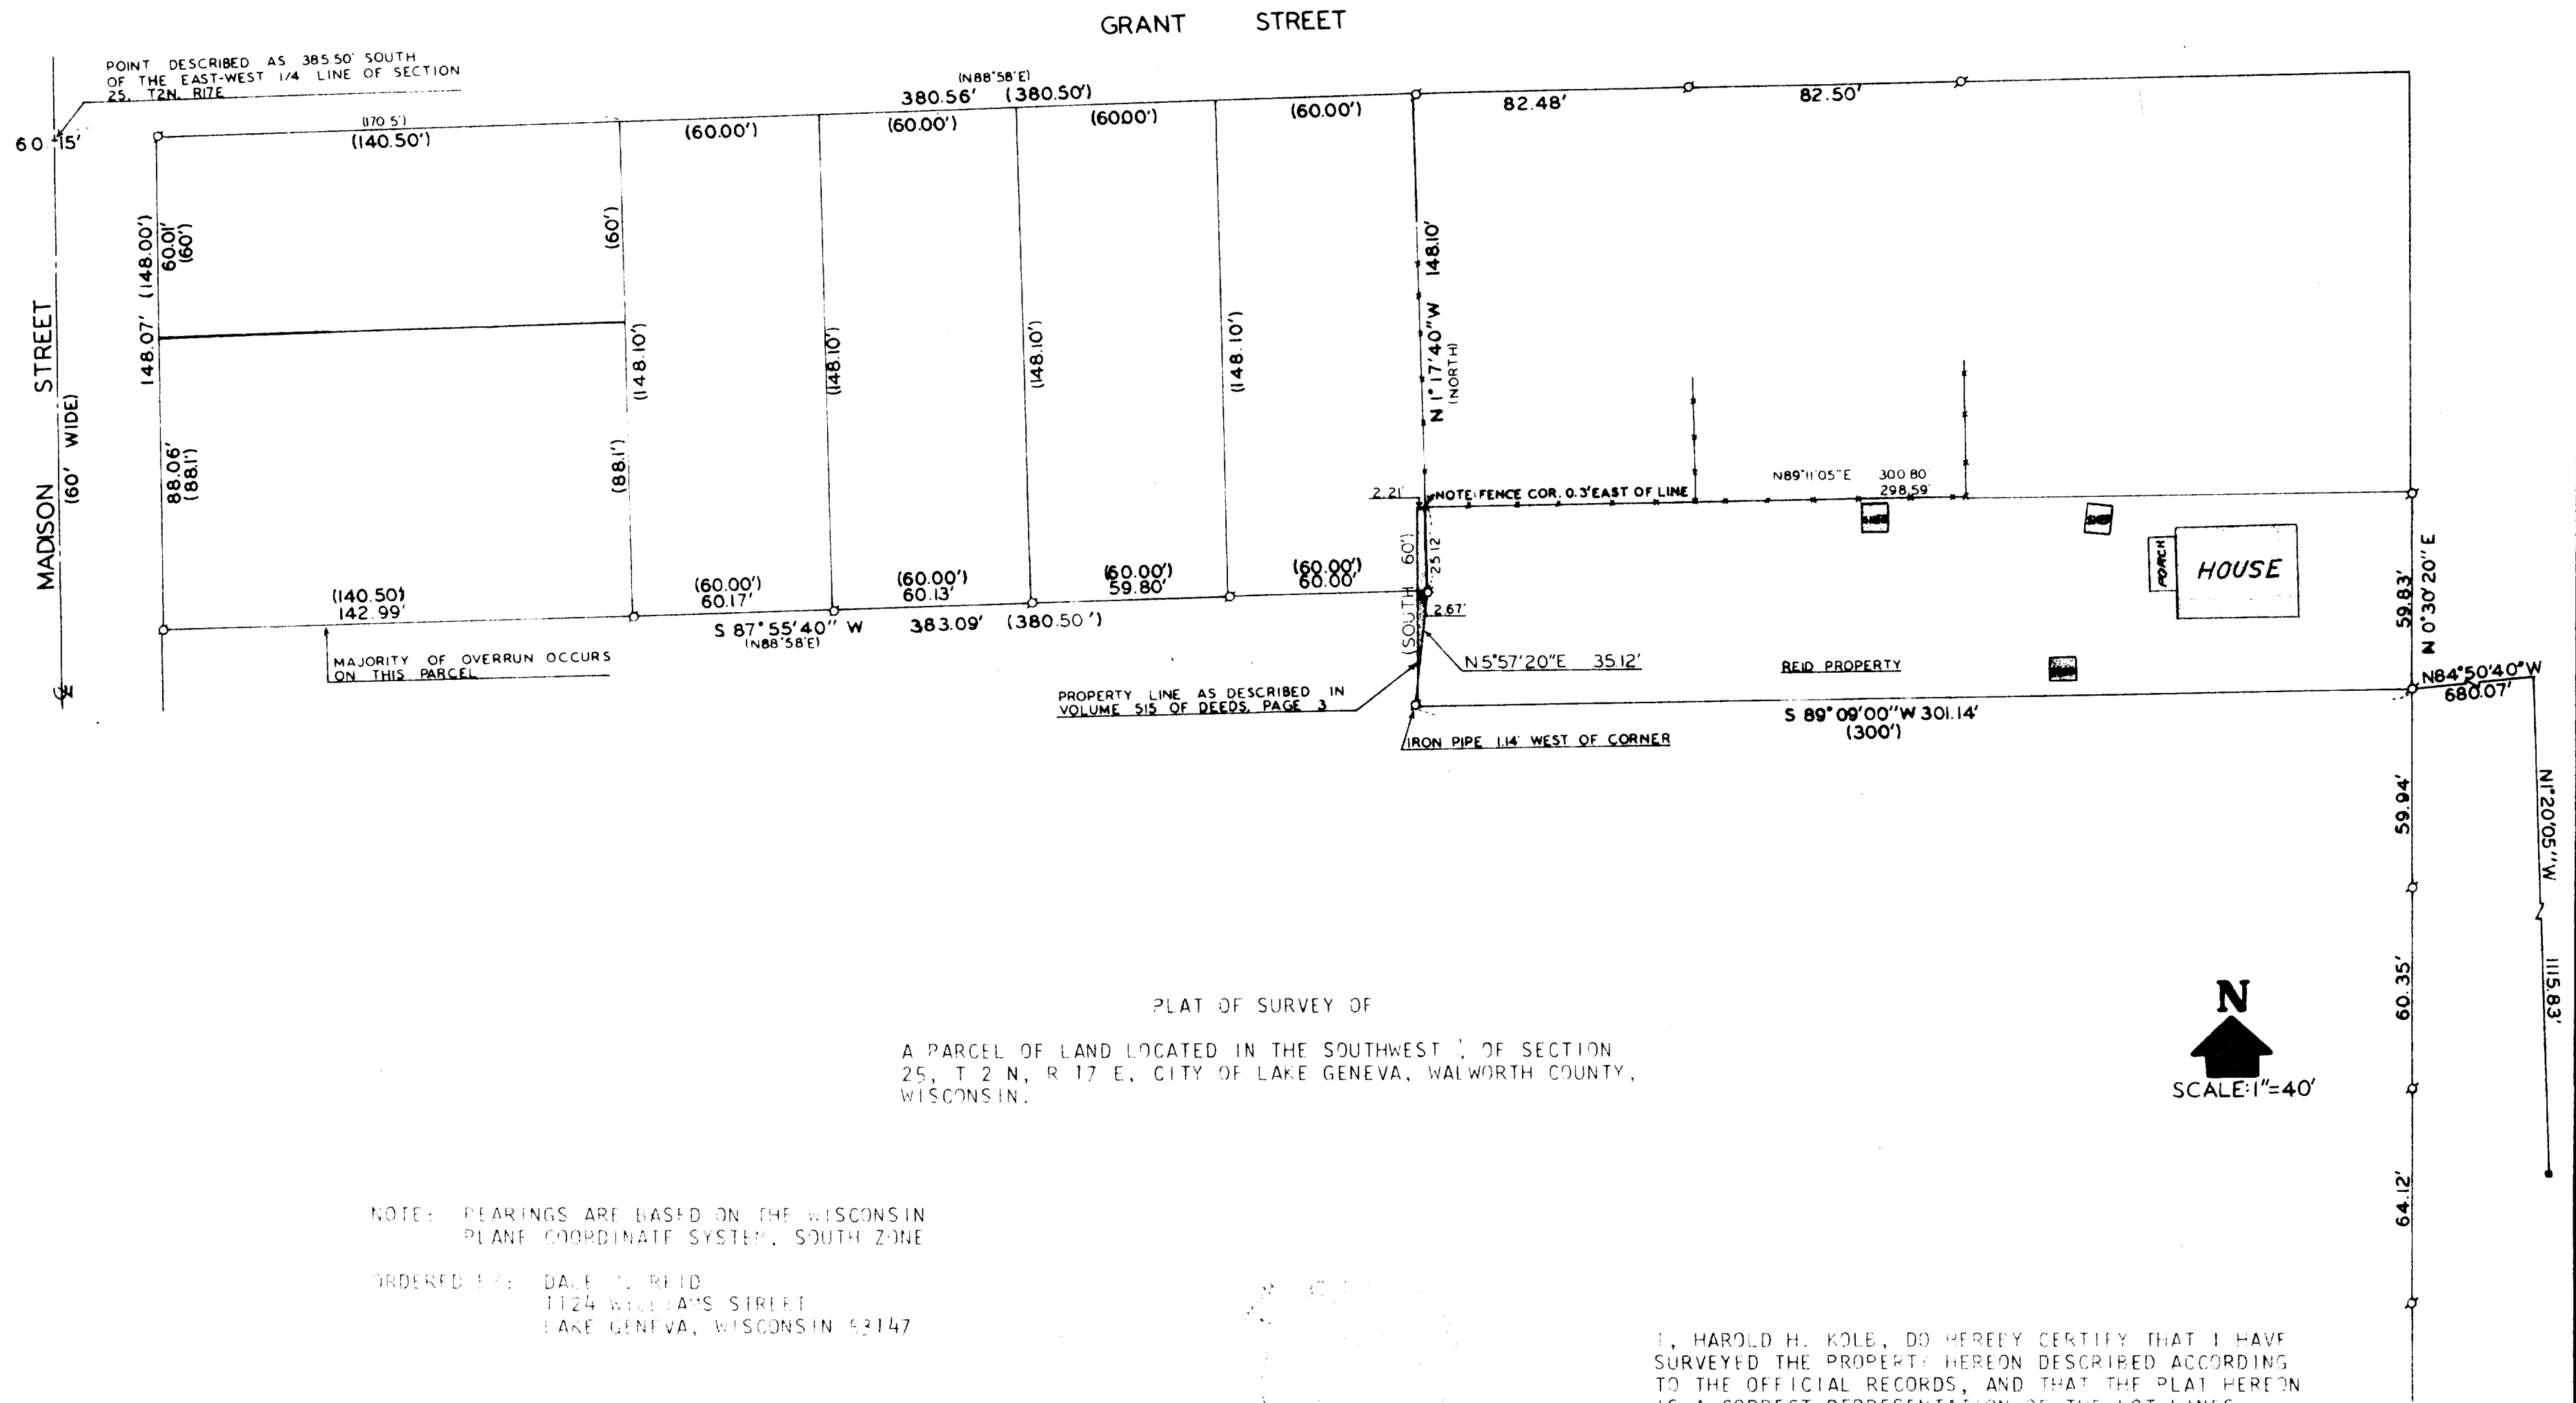 GRANT STREET
POINT DESCRIBED AS 385.50' SOUTH
OF THE EAST-WEST 1/4 LINE OF SECTION
25, T2N, R17E
60.15'
(N88°58'E)
380.56' (380.50')
82.48'
82.50'
(170.5')
(140.50')
(60.00')
(60.00')
(60.00')
(60.00')
148.07' (148.00')
60.01'
(60')
(60')
88.06'
(88.1')
(88.1')
(148.10')
(148.10')
(148.10')
(148.10')
N 1°17'40"W 148.10'
(NORTH)
MADISON STREET
(60' WIDE)
2.21'
NOTE: FENCE COR. 0.3' EAST OF LINE
N89°11'05"E 300.80
298.59'
SHED
SHED
PORCH
HOUSE
(SOUTH 60')
25.12'
2.67'
59.83'
N 0°30'20" E
(140.50')
142.99'
(60.00')
60.17'
(60.00')
60.13'
(60.00')
59.80'
(60.00')
60.00'
S 87°55'40" W 383.09' (380.50')
(N88°58'E)
MAJORITY OF OVERRUN OCCURS
ON THIS PARCEL
N5°57'20"E 35.12'
REID PROPERTY
PROPERTY LINE AS DESCRIBED IN
VOLUME 515 OF DEEDS, PAGE 3
IRON PIPE 1.14' WEST OF CORNER
S 89°09'00"W 301.14'
(300')
N84°50'40"W
680.07'
59.94'
N1°20'05"W 1115.83'
60.35'
64.12'
N
SCALE: 1"=40'
PLAT OF SURVEY OF
A PARCEL OF LAND LOCATED IN THE SOUTHWEST OF SECTION
25, T 2 N, R 17 E, CITY OF LAKE GENEVA, WALWORTH COUNTY,
WISCONSIN.
NOTE: BEARINGS ARE BASED ON THE WISCONSIN
PLANE COORDINATE SYSTEM, SOUTH ZONE
ORDERED BY: DALE REID
1124 WILLIAMS STREET
LAKE GENEVA, WISCONSIN 53147
I, HAROLD H. KOLB, DO HEREBY CERTIFY THAT I HAVE
SURVEYED THE PROPERTY HEREON DESCRIBED ACCORDING
TO THE OFFICIAL RECORDS, AND THAT THE PLAT HEREON
IS A CORRECT REPRESENTATION OF THE LOT LINES